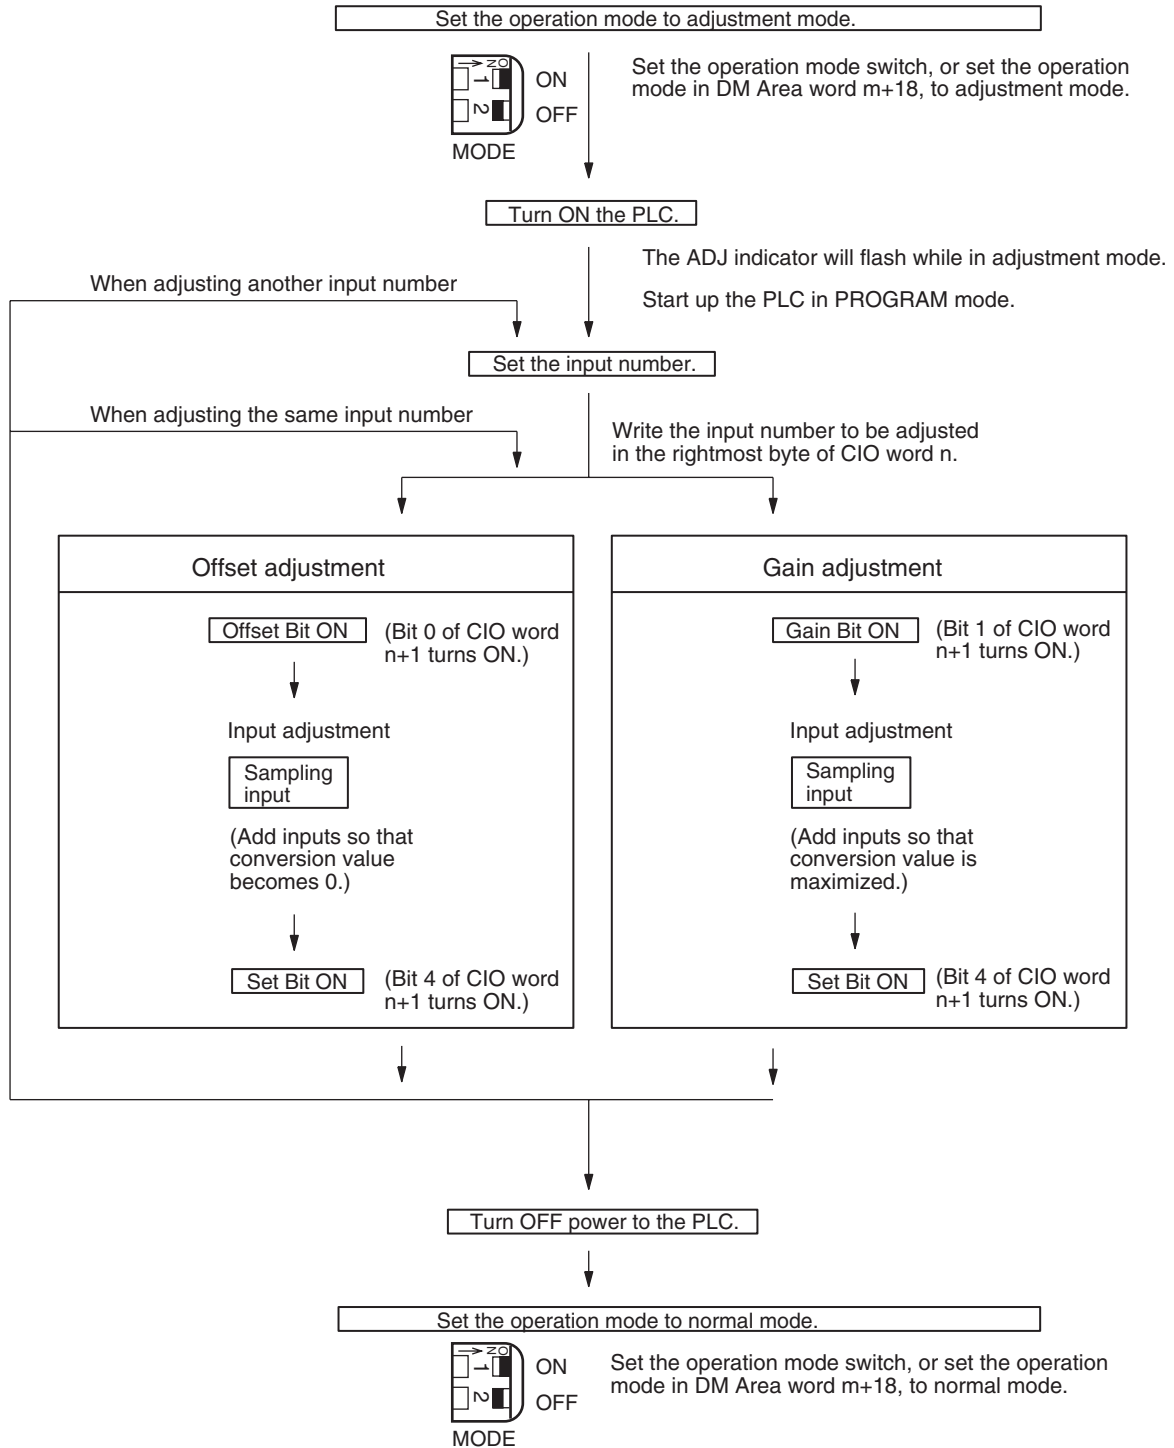 Set the operation mode to adjustment mode.
ON
1
2
ON
OFF
MODE
Set the operation mode switch, or set the operation
mode in DM Area word m+18, to adjustment mode.
Turn ON the PLC.
The ADJ indicator will flash while in adjustment mode.
When adjusting another input number
Start up the PLC in PROGRAM mode.
Set the input number.
When adjusting the same input number
Write the input number to be adjusted
in the rightmost byte of CIO word n.
Offset adjustment
Offset Bit ON
(Bit 0 of CIO word
n+1 turns ON.)
Input adjustment
Sampling
input
(Add inputs so that
conversion value
becomes 0.)
Set Bit ON
(Bit 4 of CIO word
n+1 turns ON.)
Gain adjustment
Gain Bit ON
(Bit 1 of CIO word
n+1 turns ON.)
Input adjustment
Sampling
input
(Add inputs so that
conversion value is
maximized.)
Set Bit ON
(Bit 4 of CIO word
n+1 turns ON.)
Turn OFF power to the PLC.
Set the operation mode to normal mode.
ON
1
2
ON
OFF
MODE
Set the operation mode switch, or set the operation
mode in DM Area word m+18, to normal mode.